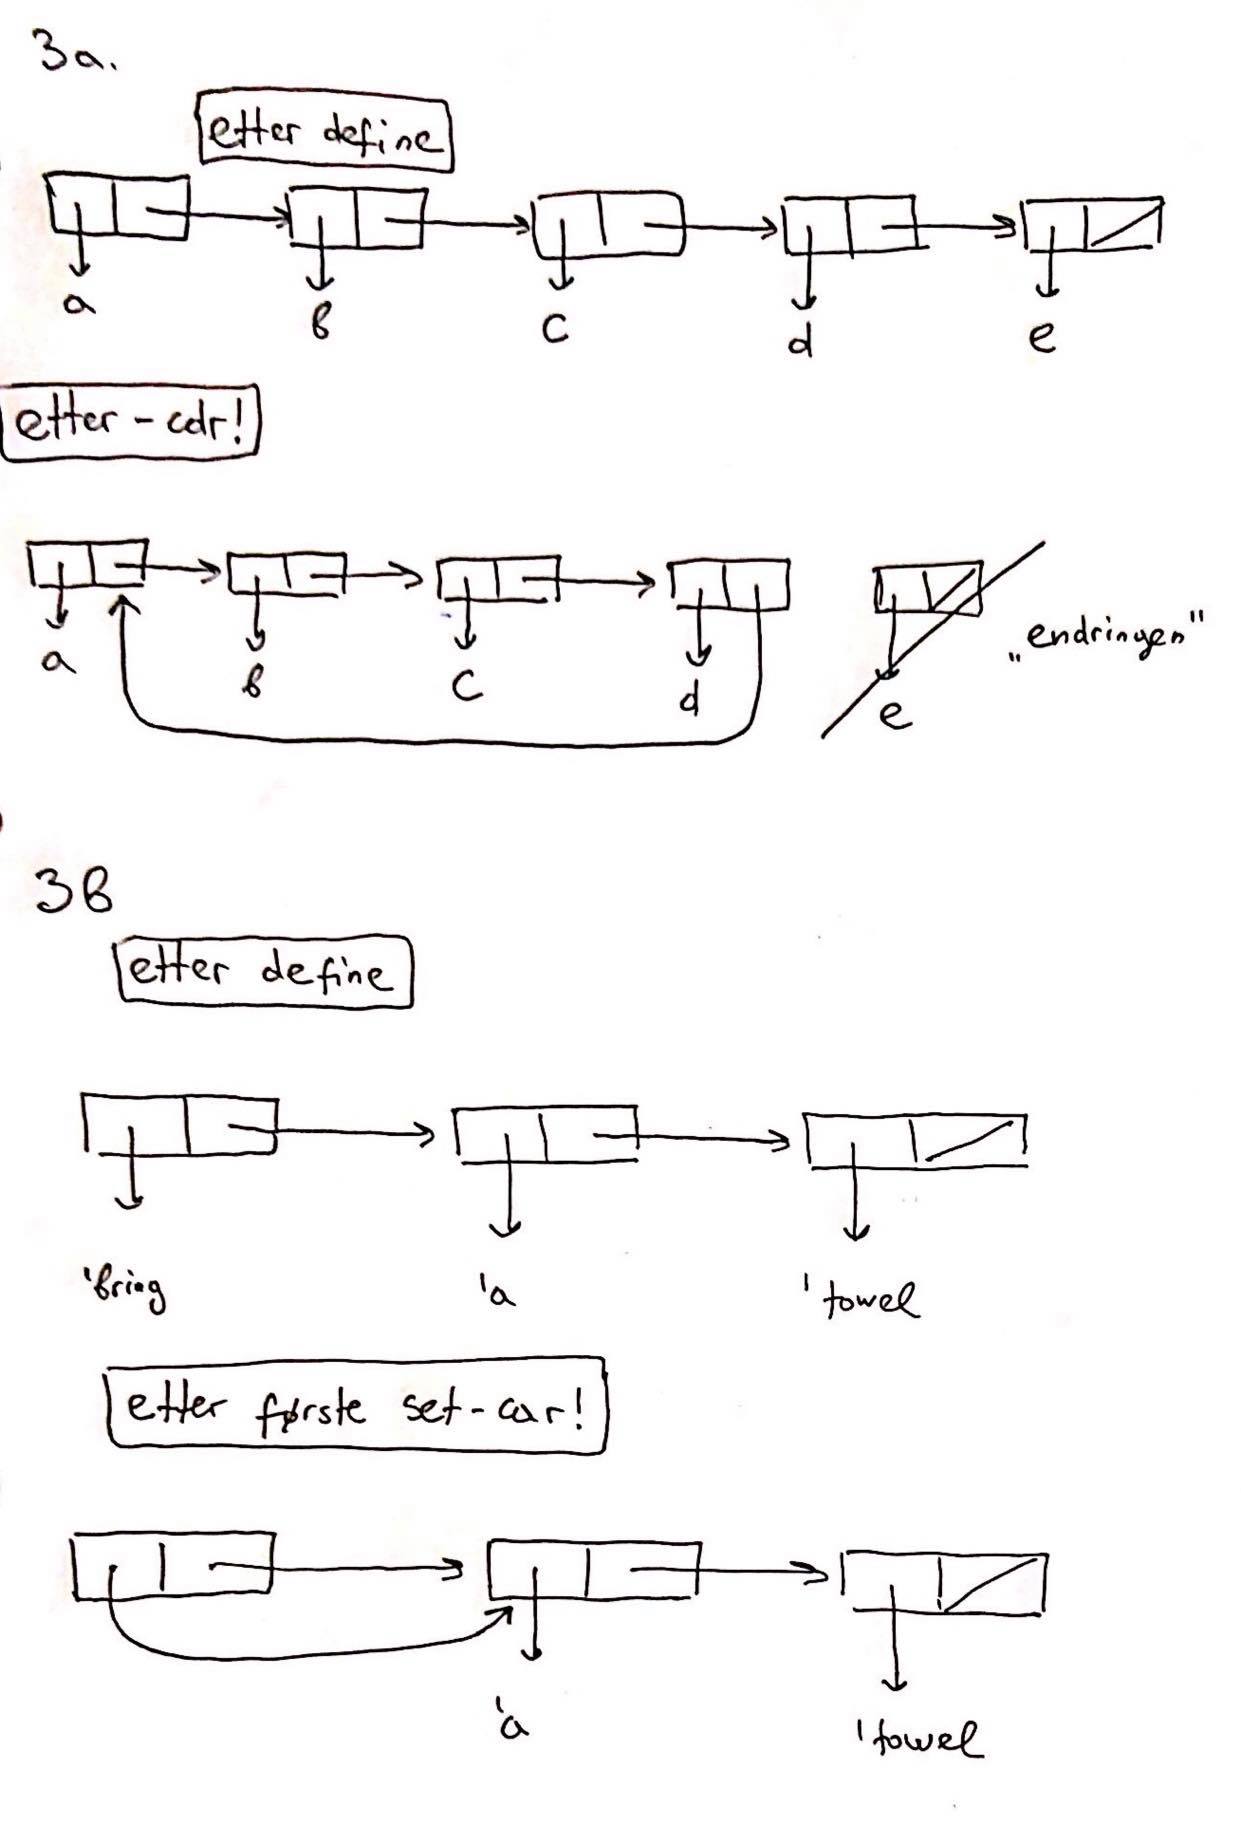 3a.
etter define
a b c d e
etter - cdr!
a b c d e
„endringen"
3b
etter define
'bring 'a 'towel
etter første set-car!
'a 'towel